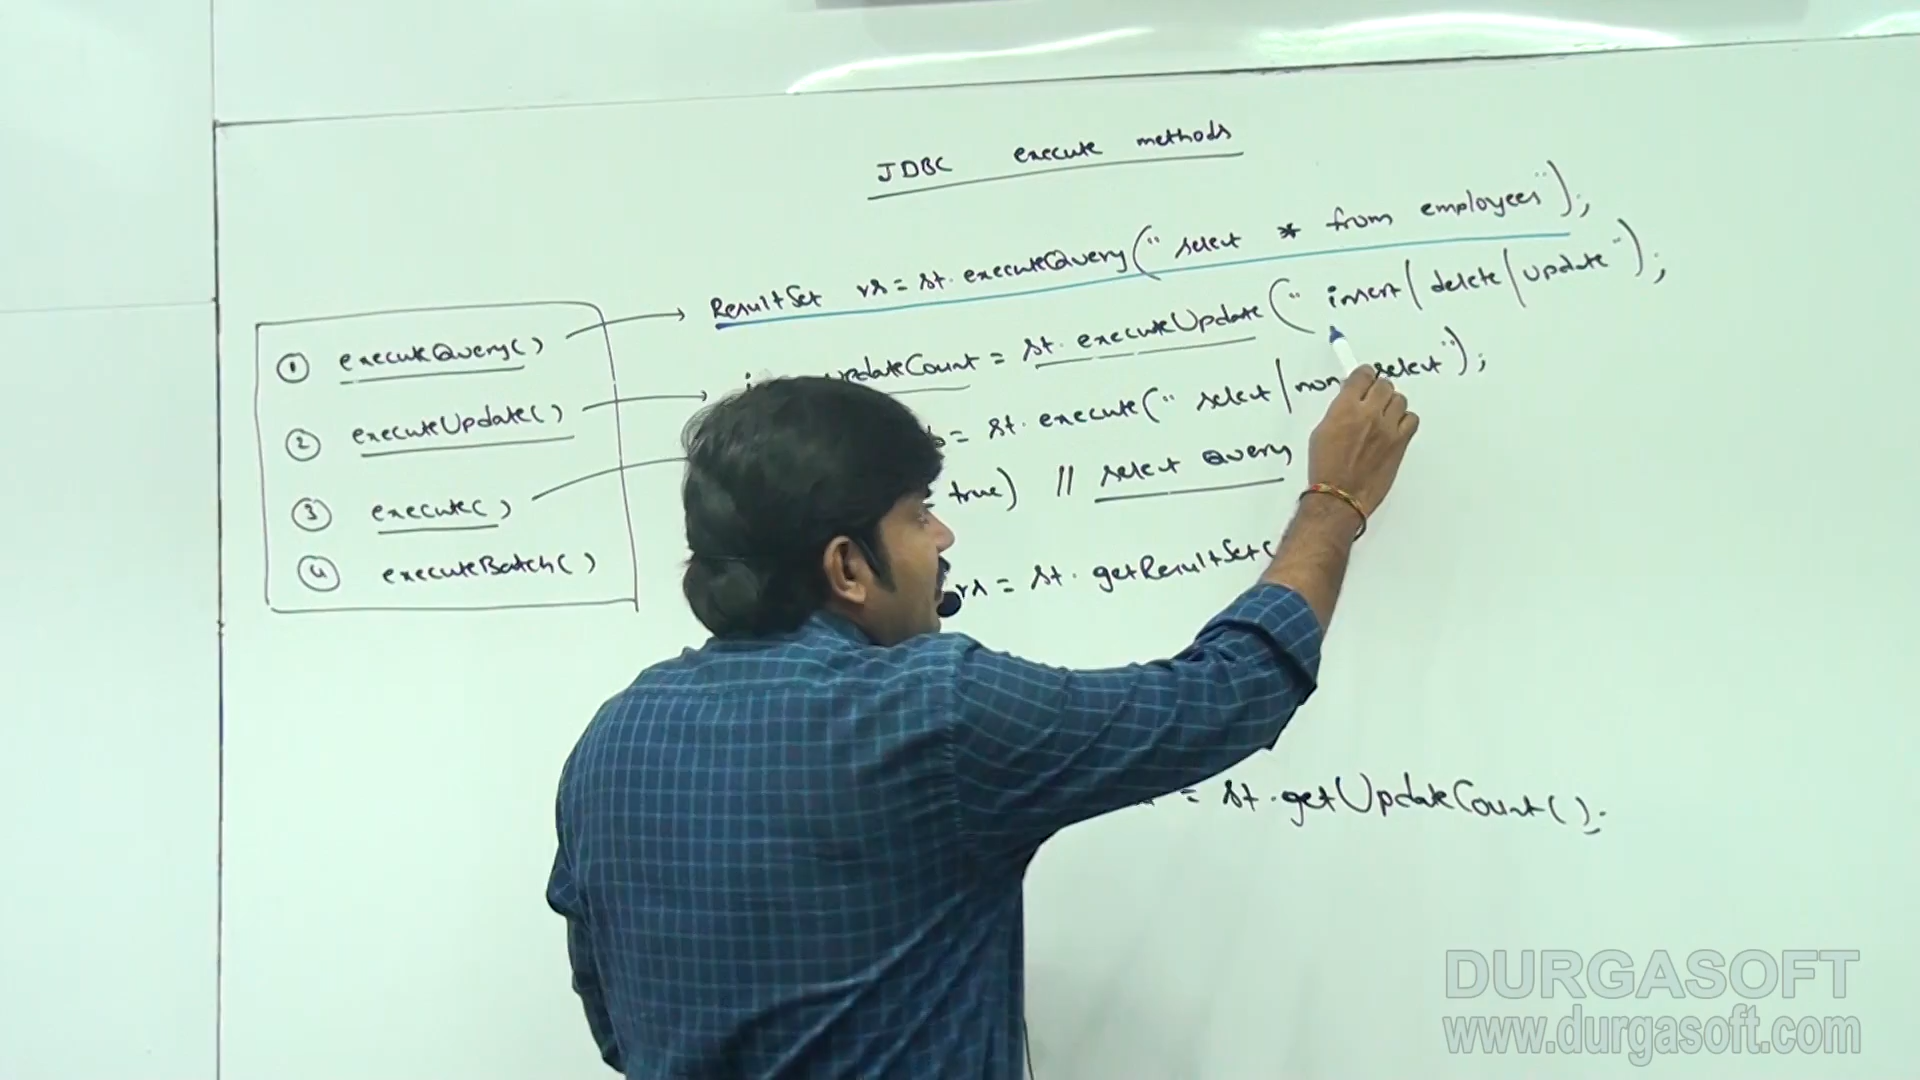 JDBC execute methods
ResultSet rs = st.executeQuery("select * from employees");
① executeQuery()
② executeUpdate()
③ execute()
④ executeBatch()
updateCount = st.executeUpdate("insert/delete/update");
b = st.execute("select/non select");
true) // select Query
rs = st.getResultSet(
= st.getUpdateCount();
DURGASOFT
www.durgasoft.com